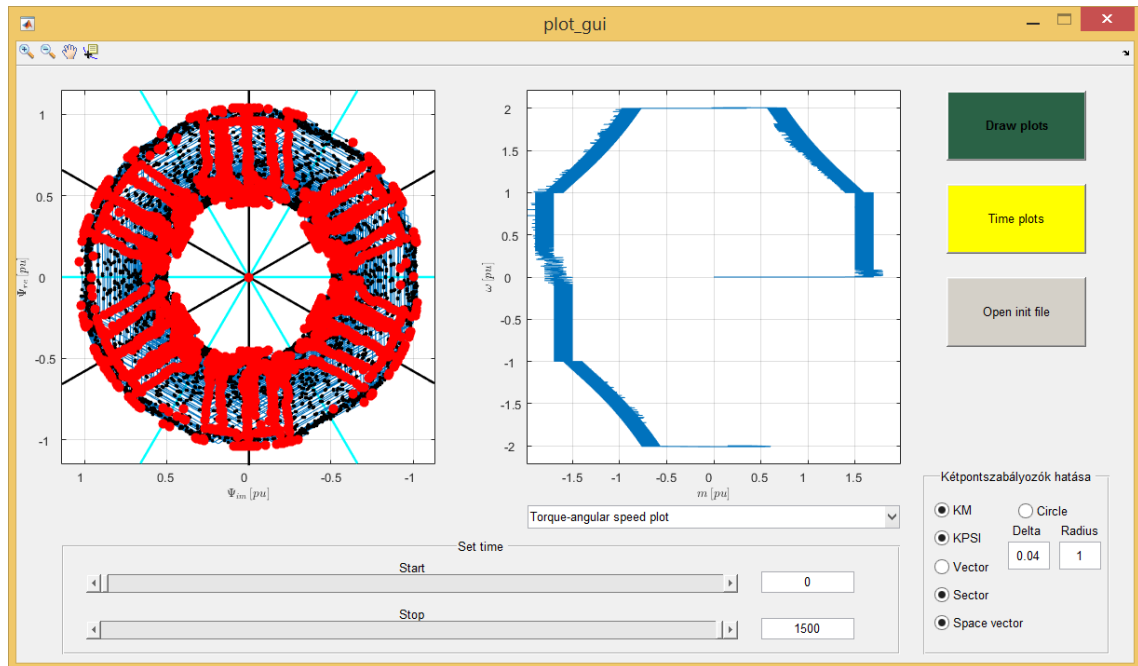 plot_gui
1
0.5
0
-0.5
-1
Ψre [pu]
1
0.5
0
-0.5
-1
Ψim [pu]
2
1.5
1
0.5
0
-0.5
-1
-1.5
-2
ω [pu]
-1.5
-1
-0.5
0
0.5
1
1.5
m [pu]
Torque-angular speed plot
Draw plots
Time plots
Open init file
Set time
Start
0
Stop
1500
Kétpontszabályozók hatása
KM
Circle
KPSI
Delta
Radius
0.04
1
Vector
Sector
Space vector